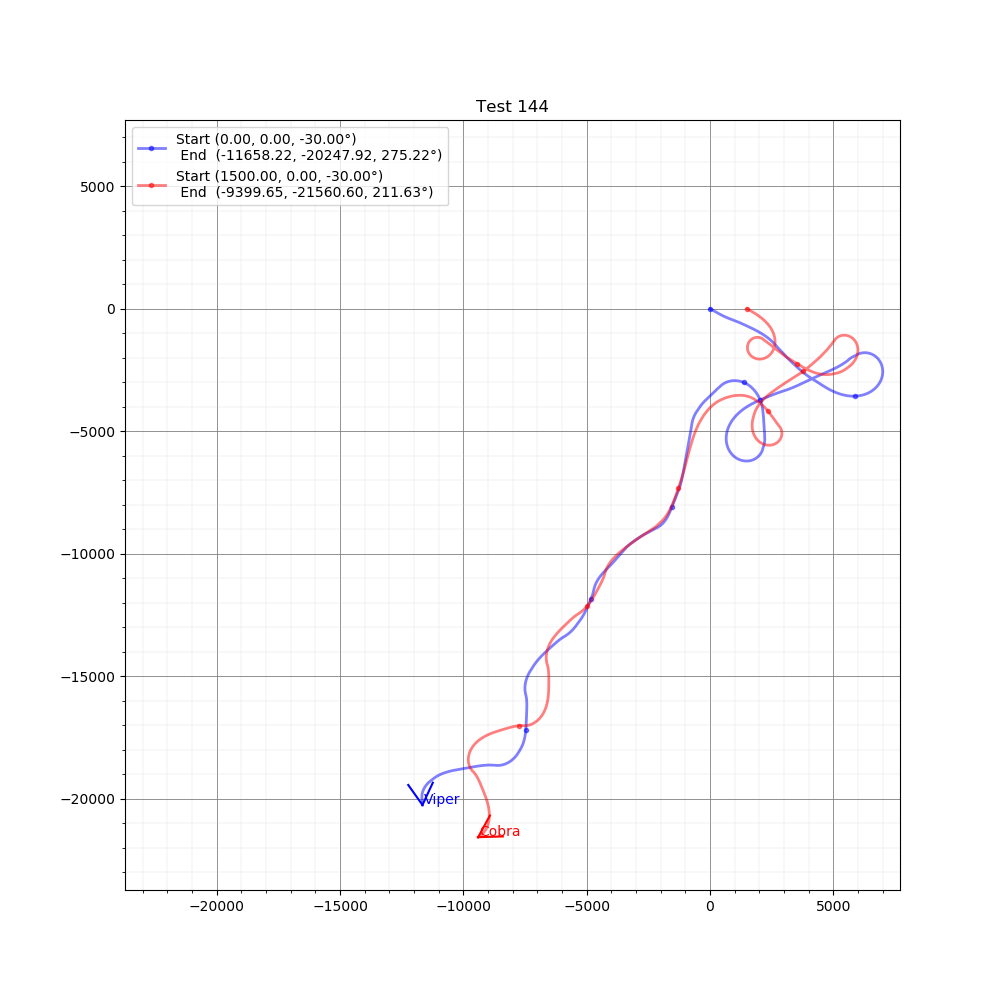 Test 144
Start (0.00, 0.00, -30.00°)
End (-11658.22, -20247.92, 275.22°)
Start (1500.00, 0.00, -30.00°)
End (-9399.65, -21560.60, 211.63°)
5000
0
−5000
−10000
−15000
−20000
Viper
Cobra
−20000 −15000 −10000 −5000 0 5000